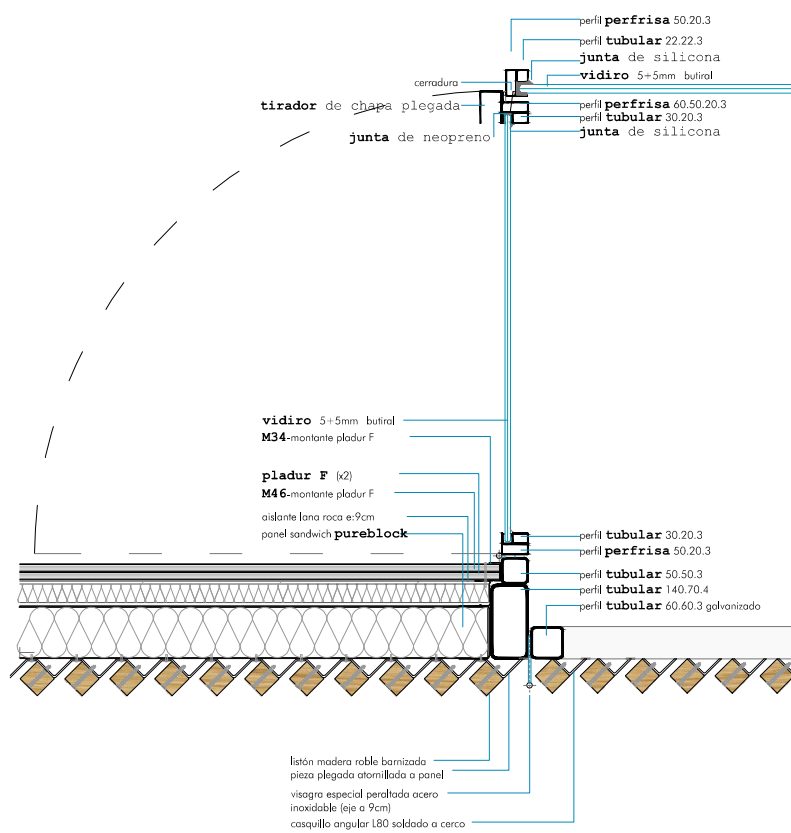 perfil perfrisa 50.20.3
perfil tubular 22.22.3
junta de silicona
vidiro 5+5mm butiral
cerradura
tirador de chapa plegada
junta de neopreno
perfil perfrisa 60.50.20.3
perfil tubular 30.20.3
junta de silicona
vidiro 5+5mm butiral
M34-montante pladur F
pladur F (x2)
M46-montante pladur F
aislante lana roca e:9cm
panel sandwich pureblock
perfil tubular 30.20.3
perfil perfrisa 50.20.3
perfil tubular 50.50.3
perfil tubular 140.70.4
perfil tubular 60.60.3 galvanizado
listón madera roble barnizada
pieza plegada atornillada a panel
visagra especial peraltada acero
inoxidable (eje a 9cm)
casquillo angular L80 soldado a cerco